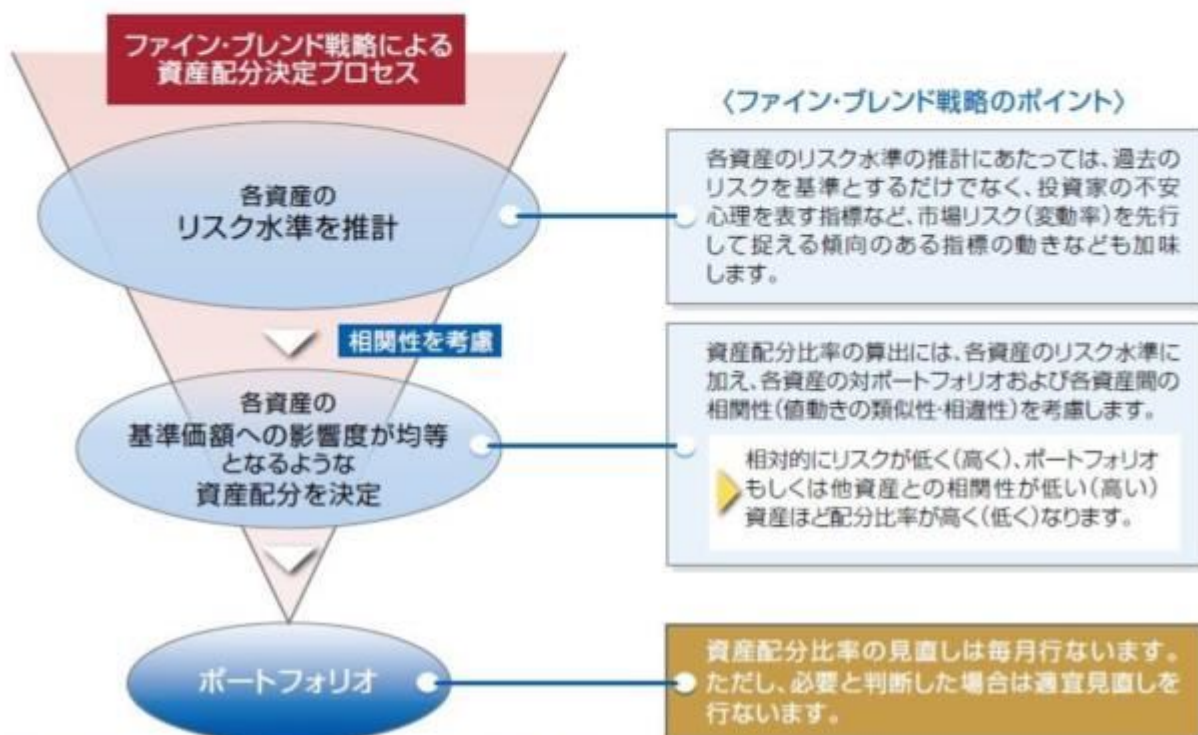 ファイン・ブレンド戦略による
資産配分決定プロセス
各資産の
リスク水準を推計
相関性を考慮
各資産の
基準価額への影響度が均等
となるような
資産配分を決定
ポートフォリオ
〈ファイン・ブレンド戦略のポイント〉
各資産のリスク水準の推計にあたっては、過去の
リスクを基準とするだけでなく、投資家の不安
心理を表す指標など、市場リスク(変動率)を先行
して捉える傾向のある指標の動きなども加味
します。
資産配分比率の算出には、各資産のリスク水準に
加え、各資産の対ポートフォリオおよび各資産間の
相関性(値動きの類似性・相違性)を考慮します。
相対的にリスクが低く(高く)、ポートフォリオ
もしくは他資産との相関性が低い(高い)
資産ほど配分比率が高く(低く)なります。
資産配分比率の見直しは毎月行ないます。
ただし、必要と判断した場合は適宜見直しを
行ないます。